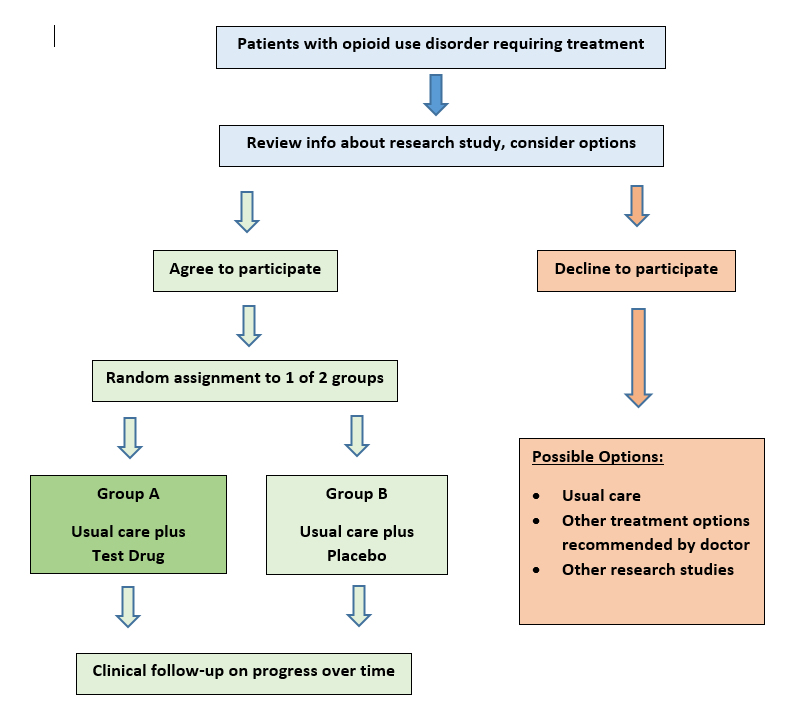 Patients with opioid use disorder requiring treatment
Review info about research study, consider options
Agree to participate
Decline to participate
Random assignment to 1 of 2 groups
Group A
Usual care plus
Test Drug
Group B
Usual care plus
Placebo
Possible Options:
• Usual care
• Other treatment options
recommended by doctor
• Other research studies
Clinical follow-up on progress over time